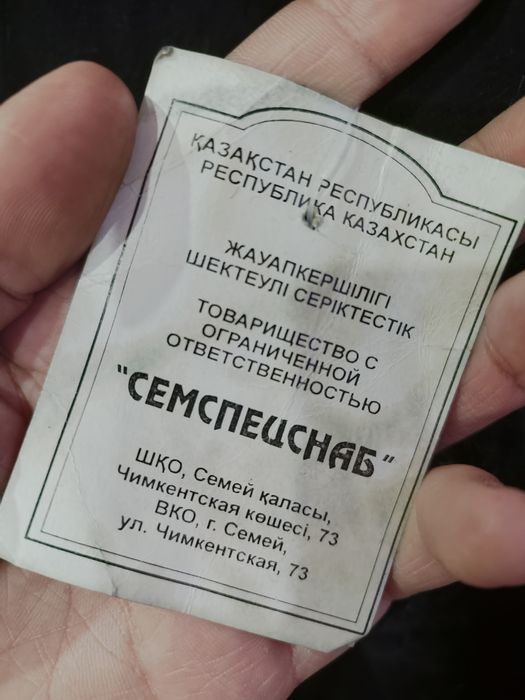 ҚАЗАҚСТАН РЕСПУБЛИКАСЫ
РЕСПУБЛИКА КАЗАХСТАН
ЖАУАПКЕРШІЛІГІ
ШЕКТЕУЛІ СЕРІКТЕСТІК
ТОВАРИЩЕСТВО С
ОГРАНИЧЕННОЙ
ОТВЕТСТВЕННОСТЬЮ
"СЕМСПЕЦСНАБ"
ШҚО, Семей қаласы,
Чимкентская көшесі, 73
ВКО, г. Семей,
ул. Чимкентская, 73